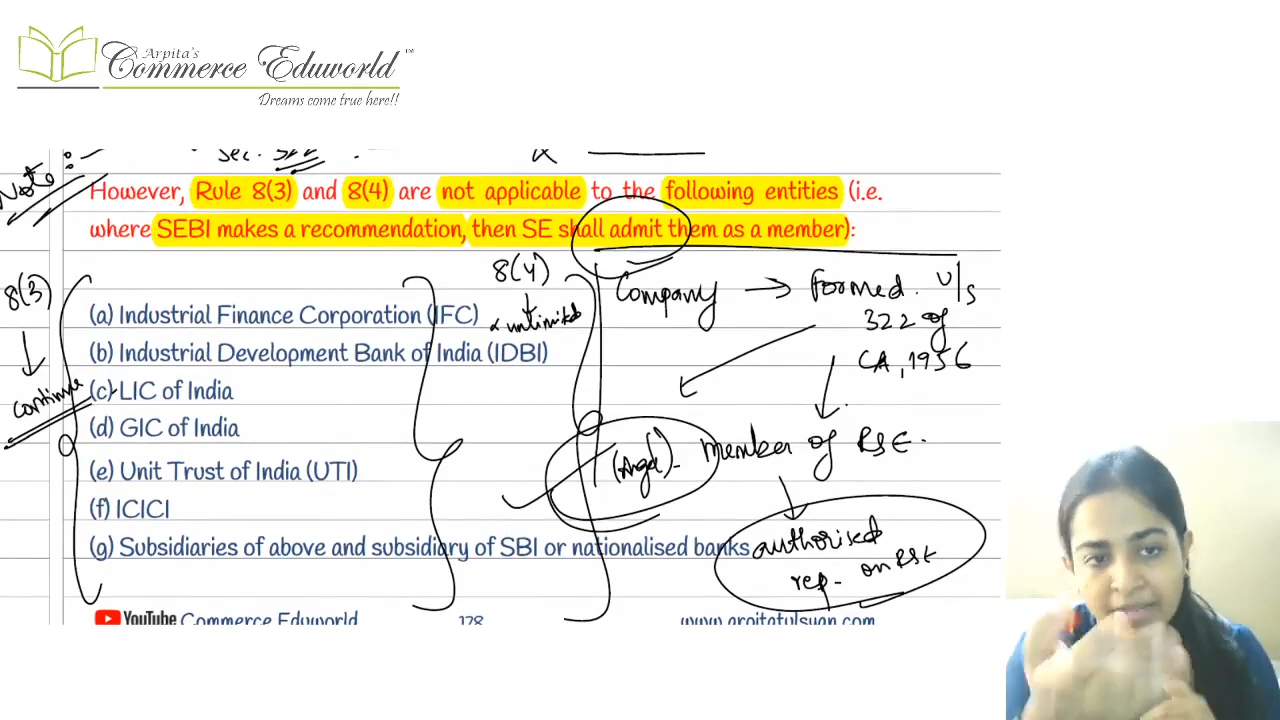 Arpita's
Commerce Eduworld™
Dreams come true here!!
Sec. 322
Note :
However, Rule 8(3) and 8(4) are not applicable to the following entities (i.e.
where SEBI makes a recommendation, then SE shall admit them as a member):
8(3)
continue
8(4)
unlimited
(a) Industrial Finance Corporation (IFC)
(b) Industrial Development Bank of India (IDBI)
(c) LIC of India
(d) GIC of India
(e) Unit Trust of India (UTI)
(f) ICICI
(g) Subsidiaries of above and subsidiary of SBI or nationalised banks
Company → Formed u/s
322 of
CA, 1956
member of RSE.
authorised
rep. on RSE
YouTube Commerce Eduworld
128
www.arpitatulsyan.com